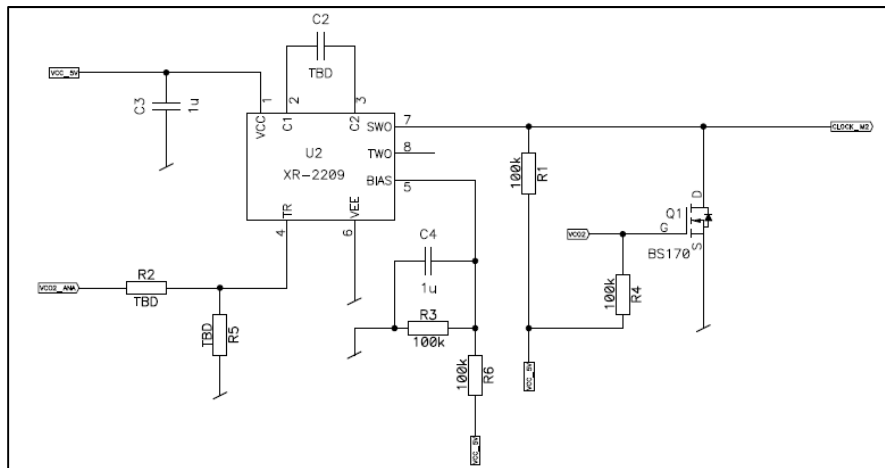 C2
TBD
VCC_5V
C3
1u
1
2
3
VCC
C1
C2
SWO
7
U2
TWO
8
XR-2209
BIAS
5
TR
VEE
4
6
CLOCK_M2
100k
R1
D
Q1
G
S
BS170
VCO2
100k
R4
C4
1u
VCO2_ANA
R2
TBD
TBD
R5
R3
100k
100k
R6
VCC_5V
VCC_5V